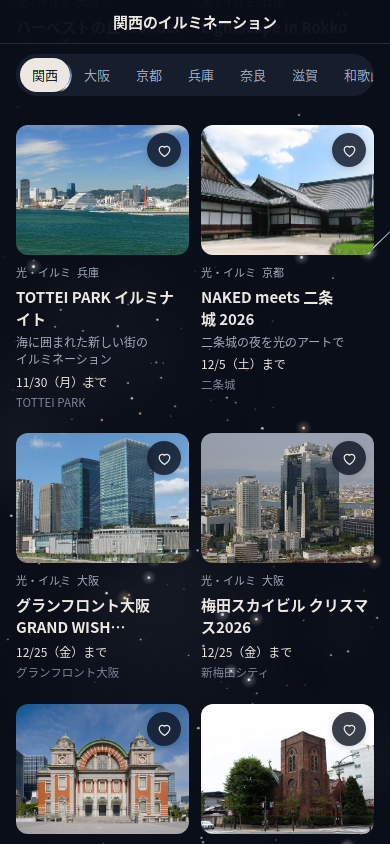 関西のイルミネーション
関西
大阪
京都
兵庫
奈良
滋賀
光・イルミ 兵庫
TOTTEI PARK イルミナ
イト
海に囲まれた新しい街の
イルミネーション
11/30（月）まで
TOTTEI PARK
光・イルミ 京都
NAKED meets 二条
城 2026
二条城の夜を光のアートで
12/5（土）まで
二条城
光・イルミ 大阪
グランフロント大阪
GRAND WISH…
12/25（金）まで
グランフロント大阪
光・イルミ 大阪
梅田スカイビル クリスマ
ス2026
12/25（金）まで
新梅田シティ